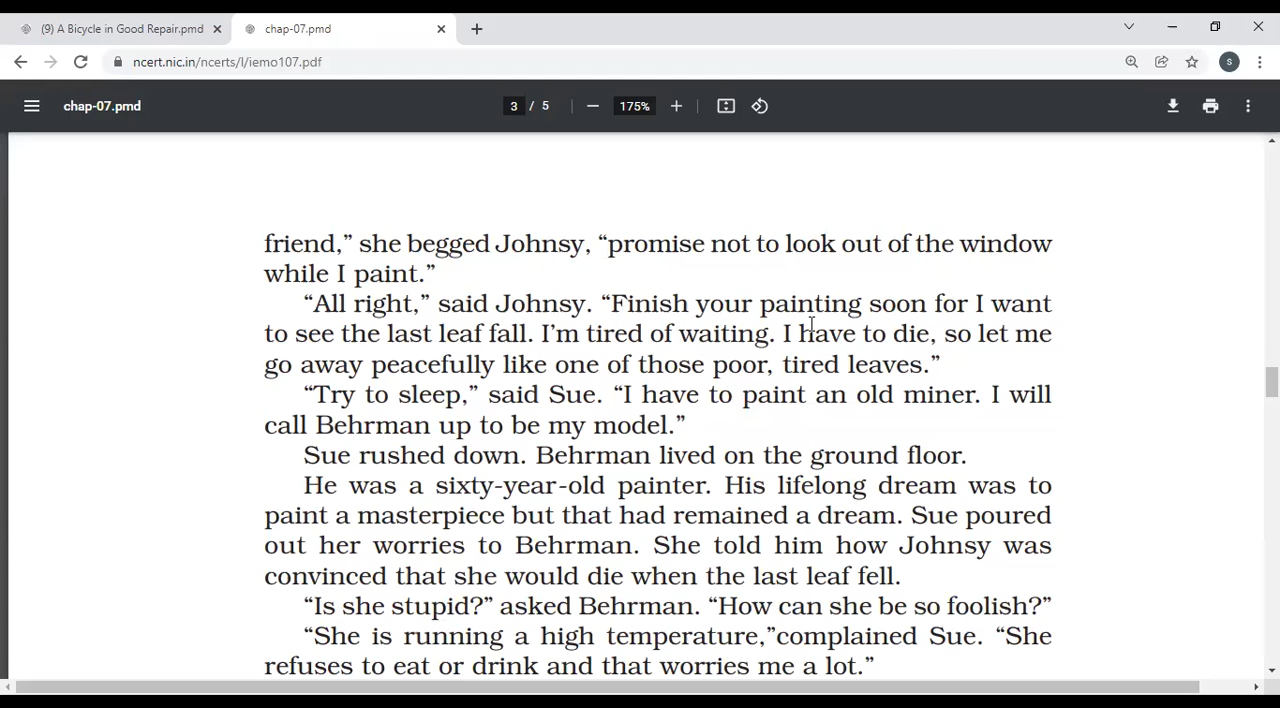 (9) A Bicycle in Good Repair.pmd
chap-07.pmd
ncert.nic.in/ncerts/l/iemo107.pdf
S
chap-07.pmd
3 / 5
175%
friend,” she begged Johnsy, “promise not to look out of the window
while I paint.”
“All right,” said Johnsy. “Finish your painting soon for I want
to see the last leaf fall. I’m tired of waiting. I have to die, so let me
go away peacefully like one of those poor, tired leaves.”
“Try to sleep,” said Sue. “I have to paint an old miner. I will
call Behrman up to be my model.”
Sue rushed down. Behrman lived on the ground floor.
He was a sixty-year-old painter. His lifelong dream was to
paint a masterpiece but that had remained a dream. Sue poured
out her worries to Behrman. She told him how Johnsy was
convinced that she would die when the last leaf fell.
“Is she stupid?” asked Behrman. “How can she be so foolish?”
“She is running a high temperature,”complained Sue. “She
refuses to eat or drink and that worries me a lot.”